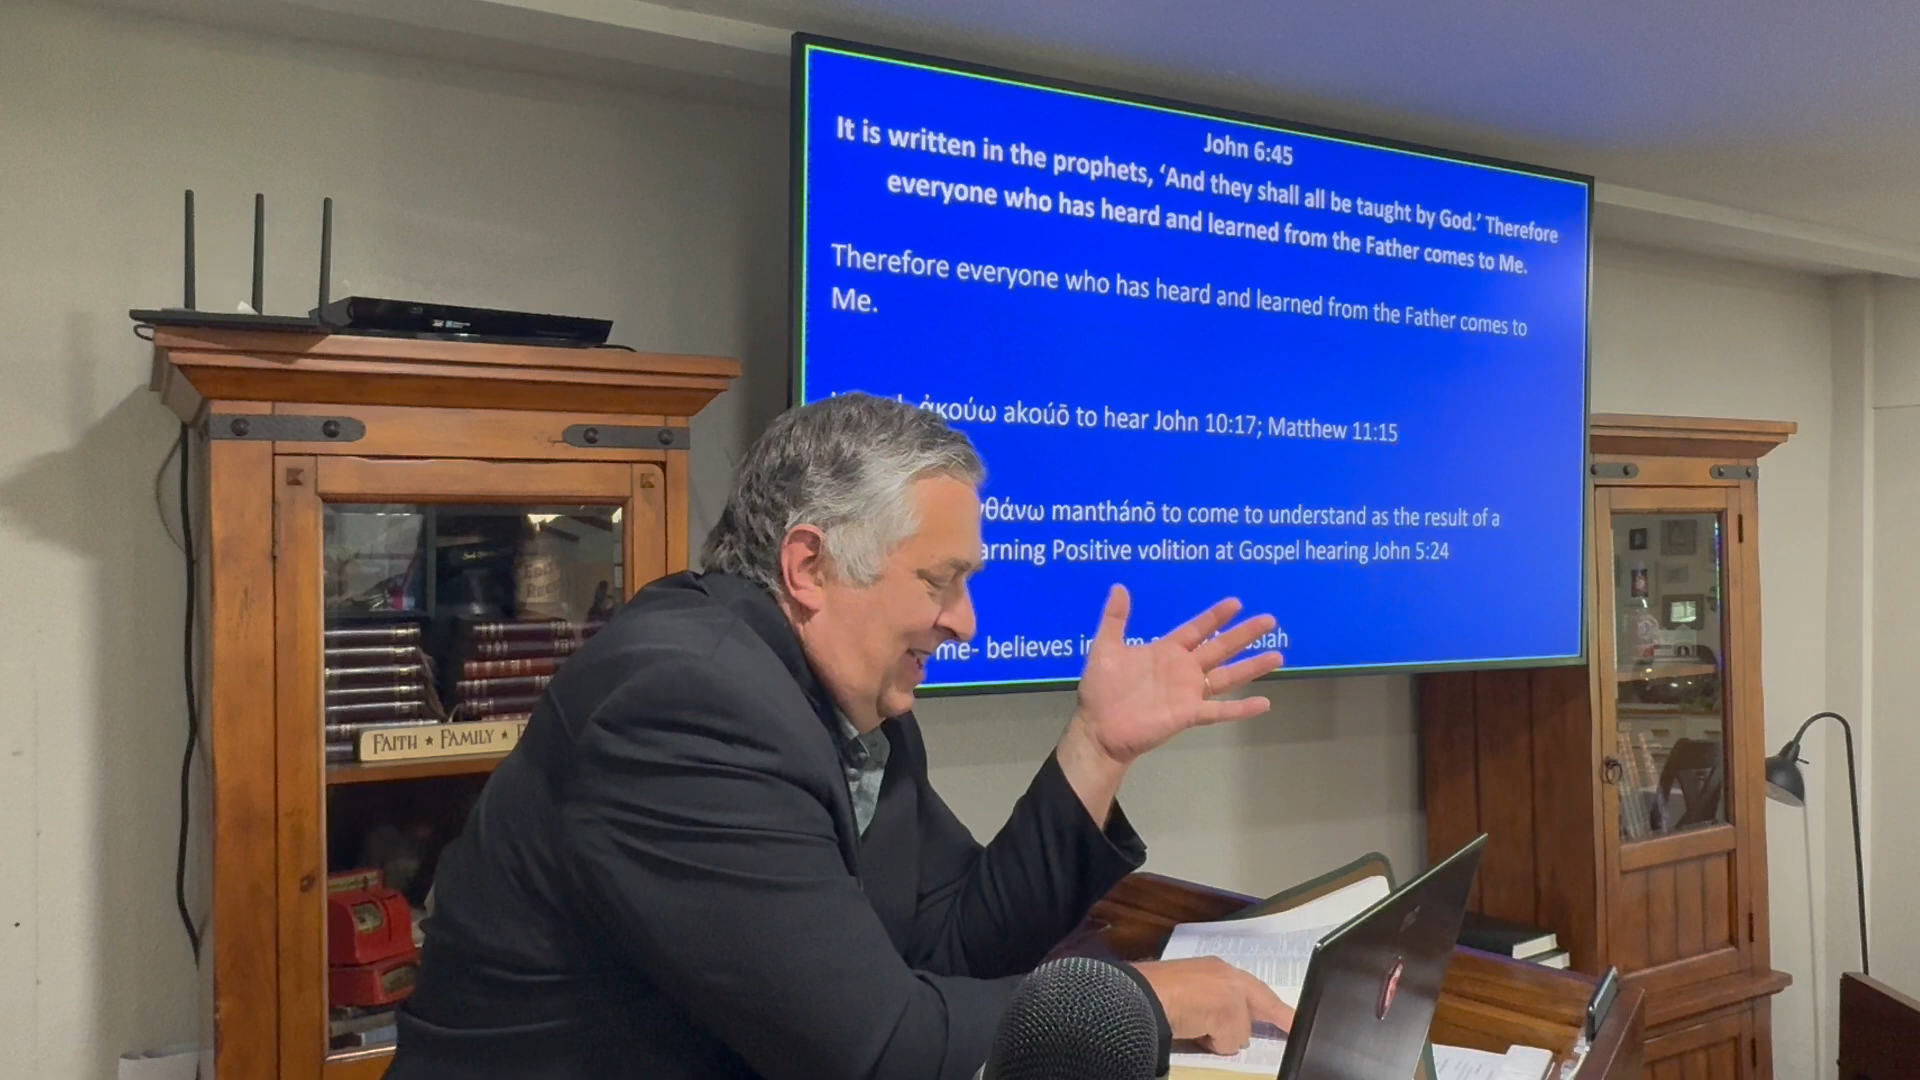 John 6:45
It is written in the prophets, ‘And they shall all be taught by God.’ Therefore
everyone who has heard and learned from the Father comes to Me.
Therefore everyone who has heard and learned from the Father comes to
Me.
ἀκούω akoúō to hear John 10:17; Matthew 11:15
θάνω manthánō to come to understand as the result of a
arning Positive volition at Gospel hearing John 5:24
me- believes
FAITH ★ FAMILY ★